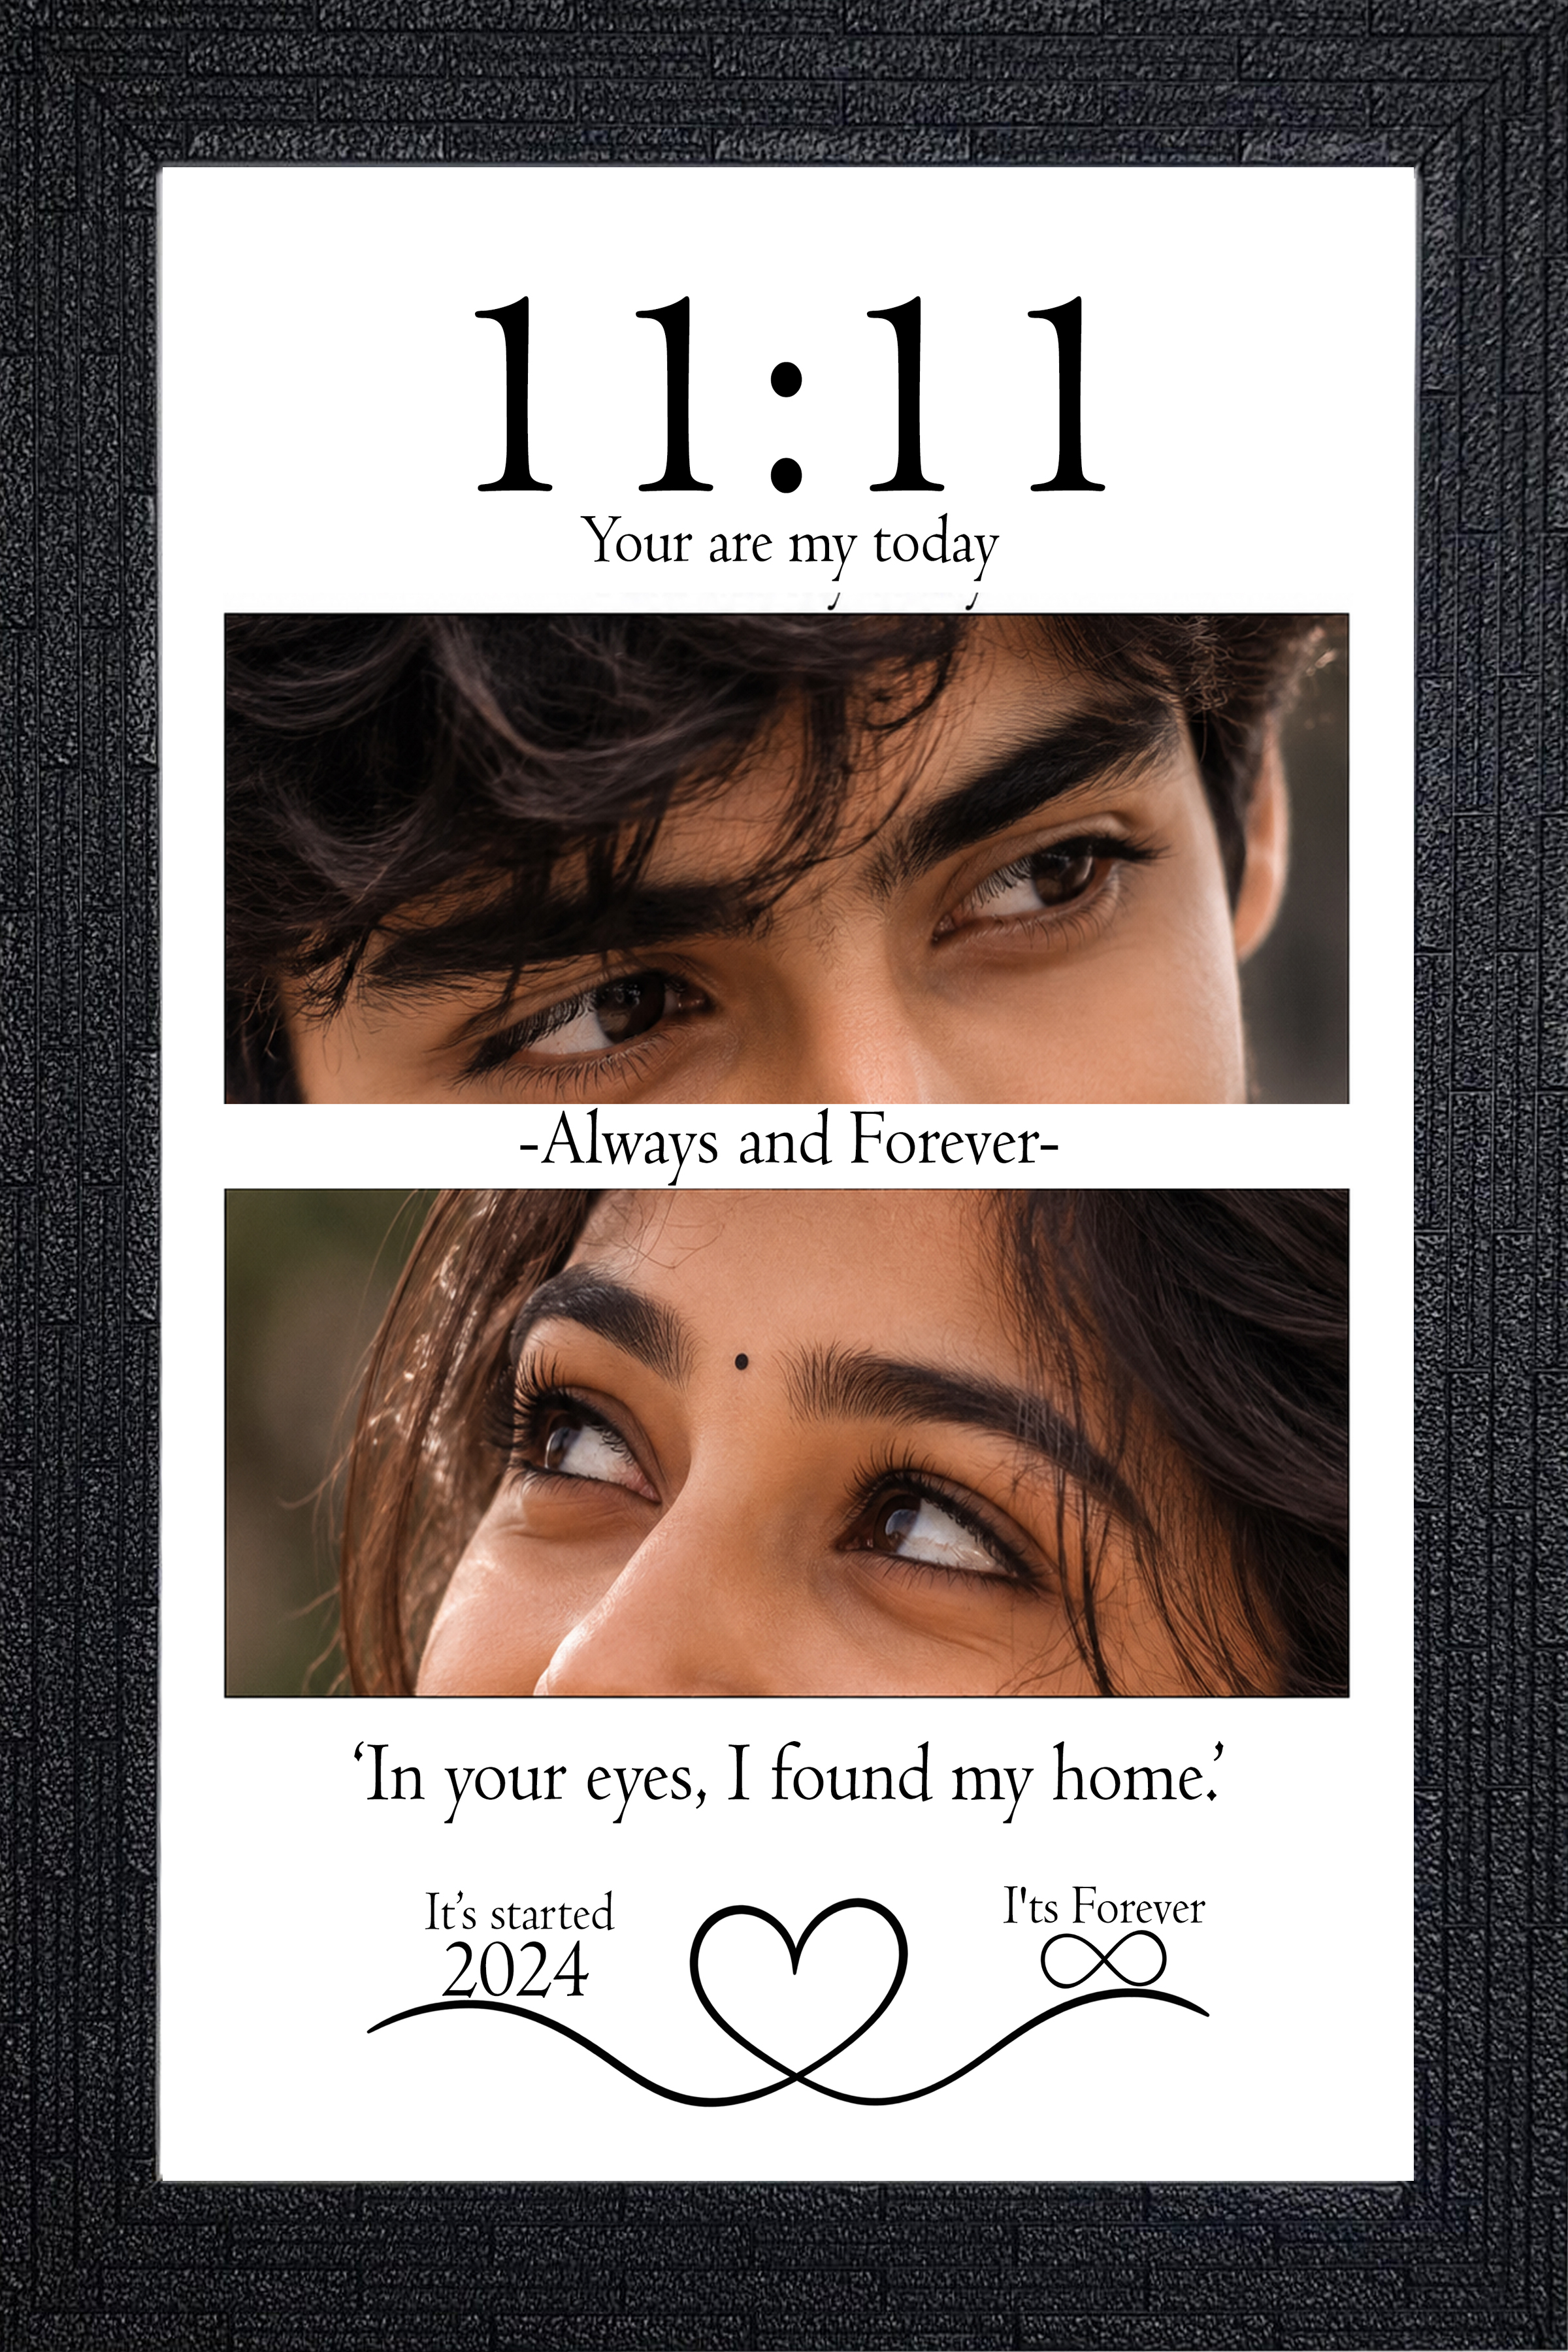 11:11
Your are my today
-Always and Forever-
‘In your eyes, I found my home.’
It’s started
2024
I'ts Forever